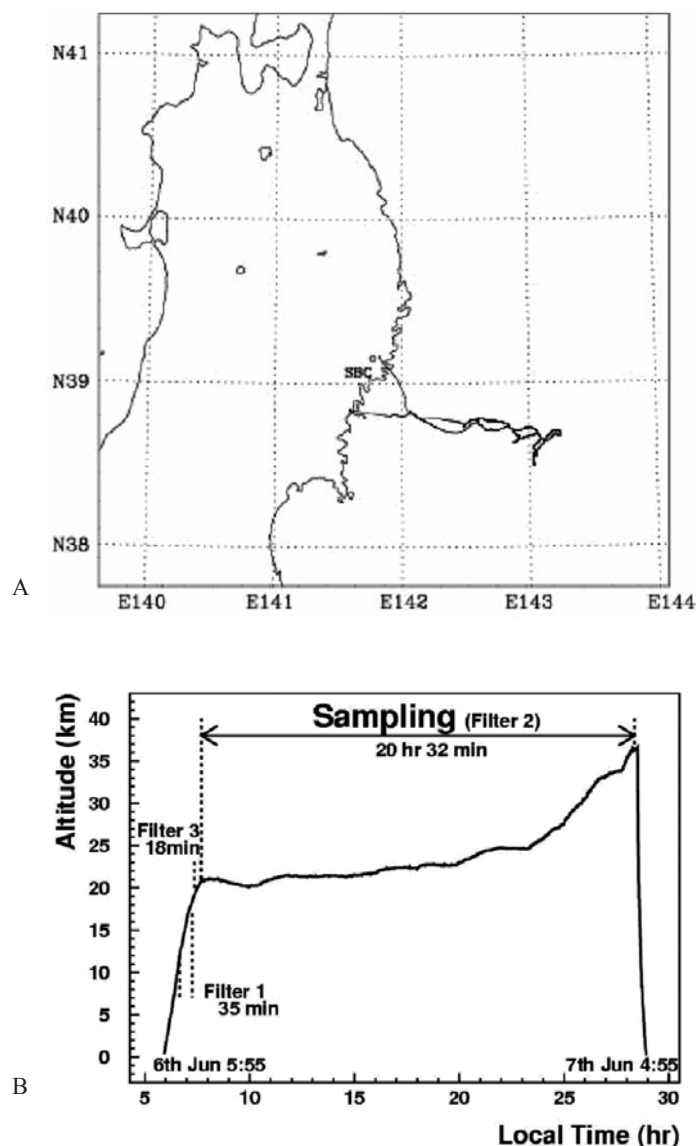 N41
N40
SBC
N39
N38
A
E140 E141 E142 E143 E144
40
35
30
25
20
15
10
5
0
Altitude (km)
Sampling (Filter 2)
20 hr 32 min
Filter 3
18min
Filter 1
35 min
6th Jun 5:55
7th Jun 4:55
B
5 10 15 20 25 30
Local Time (hr)